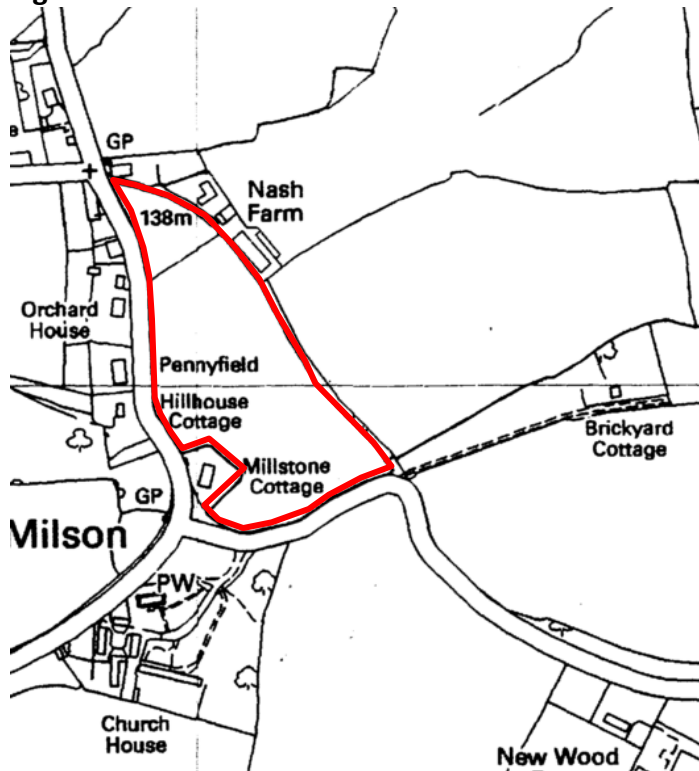 g
e
GP
Nash
Farm
138m
Orchard
House
Pennyfield
Hillhouse
Cottage
Brickyard
Cottage
Millstone
Cottage
GP
Milson
PW
Church
House
New Wood